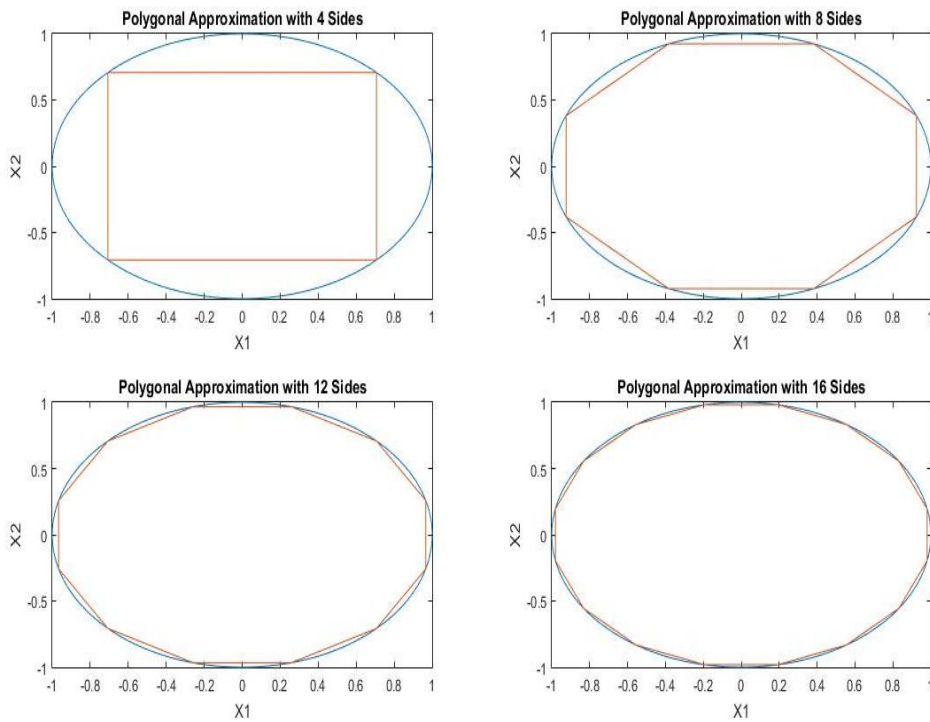 Polygonal Approximation with 4 Sides
1
0.5
0
-0.5
-1
X2
-1 -0.8 -0.6 -0.4 -0.2 0 0.2 0.4 0.6 0.8 1
X1
Polygonal Approximation with 8 Sides
1
0.5
0
-0.5
-1
X2
-1 -0.8 -0.6 -0.4 -0.2 0 0.2 0.4 0.6 0.8 1
X1
Polygonal Approximation with 12 Sides
1
0.5
0
-0.5
-1
X2
-1 -0.8 -0.6 -0.4 -0.2 0 0.2 0.4 0.6 0.8 1
X1
Polygonal Approximation with 16 Sides
1
0.5
0
-0.5
-1
X2
-1 -0.8 -0.6 -0.4 -0.2 0 0.2 0.4 0.6 0.8 1
X1